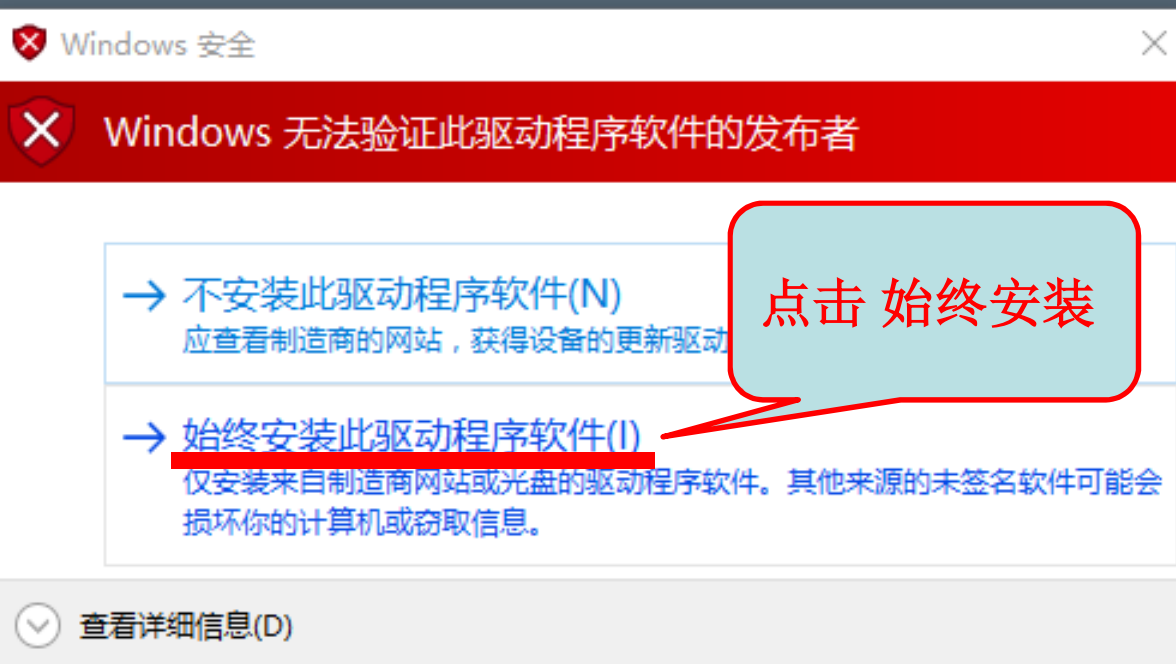 Windows 安全
Windows 无法验证此驱动程序软件的发布者
不安装此驱动程序软件(N)
应查看制造商的网站，获得设备的更新驱动
点击 始终安装
始终安装此驱动程序软件(I)
仅安装来自制造商网站或光盘的驱动程序软件。其他来源的未签名软件可能会
损坏你的计算机或窃取信息。
查看详细信息(D)